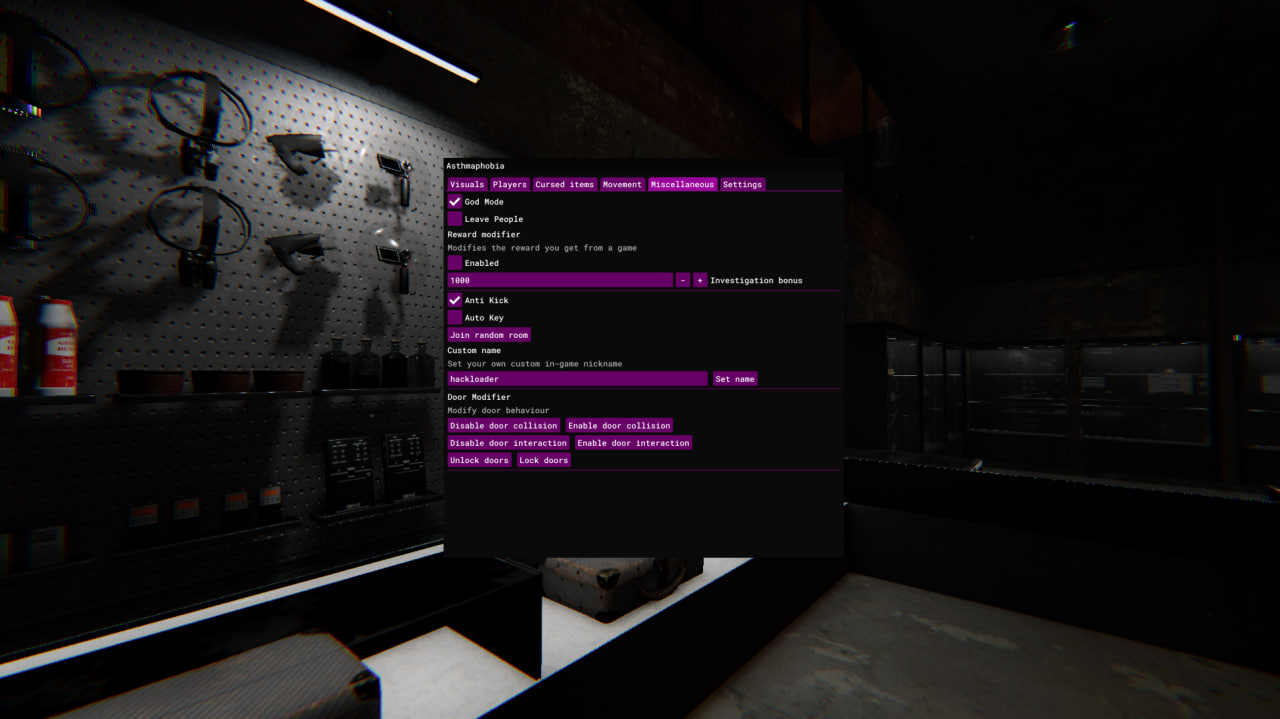 Asthmaphobia
Visuals Players Cursed items Movement Miscellaneous Settings
God Mode
Leave People
Reward modifier
Modifies the reward you get from a game
Enabled
1000 - + Investigation bonus
Anti Kick
Auto Key
Join random room
Custom name
Set your own custom in-game nickname
hackloader Set name
Door Modifier
Modify door behaviour
Disable door collision Enable door collision
Disable door interaction Enable door interaction
Unlock doors Lock doors